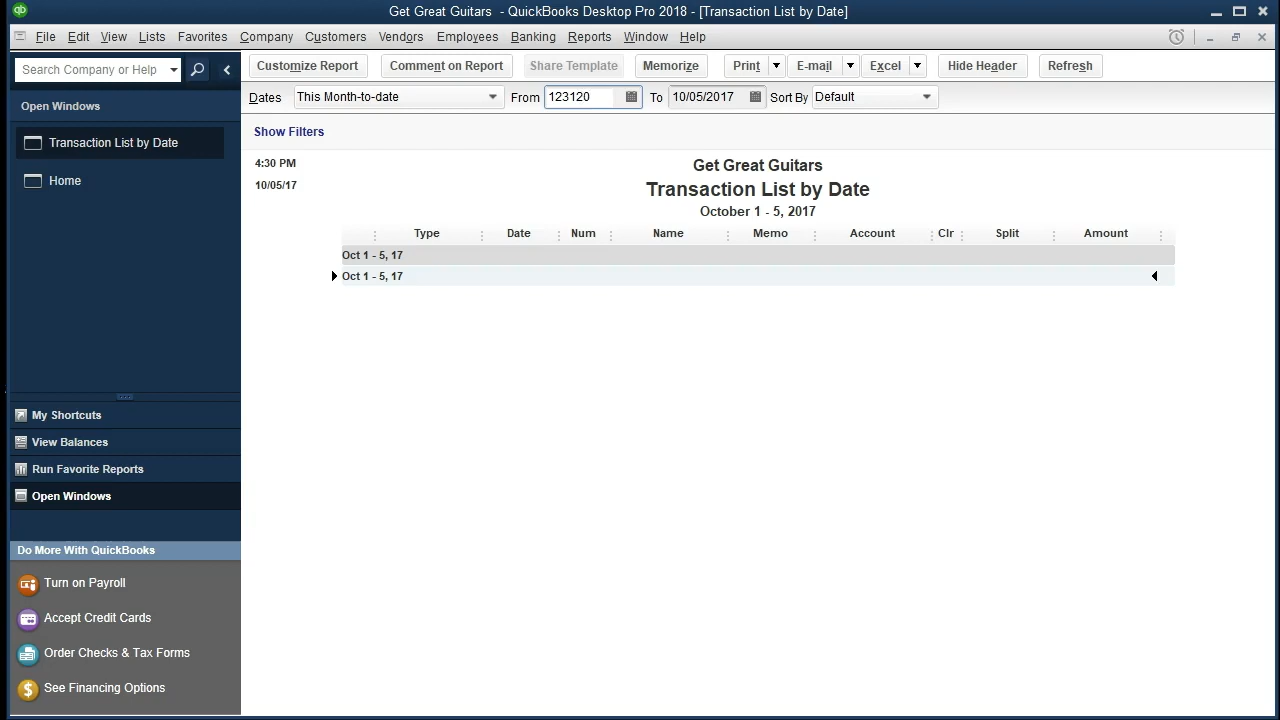 Get Great Guitars - QuickBooks Desktop Pro 2018 - [Transaction List by Date]
File Edit View Lists Favorites Company Customers Vendors Employees Banking Reports Window Help
Search Company or Help
Customize Report Comment on Report Share Template Memorize Print E-mail Excel Hide Header Refresh
Open Windows
Dates This Month-to-date From 123120 To 10/05/2017 Sort By Default
Transaction List by Date
Home
Show Filters
4:30 PM
10/05/17
Get Great Guitars
Transaction List by Date
October 1 - 5, 2017
Type Date Num Name Memo Account Clr Split Amount
Oct 1 - 5, 17
Oct 1 - 5, 17
My Shortcuts
View Balances
Run Favorite Reports
Open Windows
Do More With QuickBooks
Turn on Payroll
Accept Credit Cards
Order Checks & Tax Forms
See Financing Options